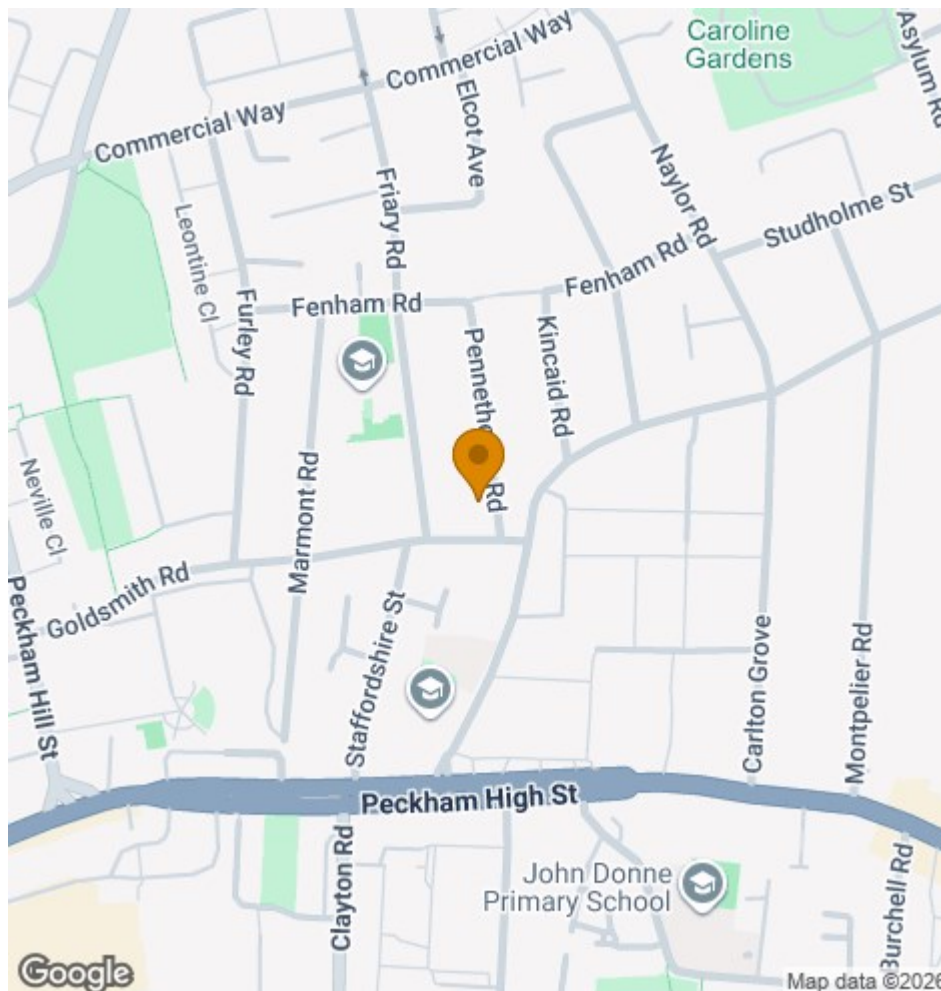 Caroline
Gardens
Asylum Rd
Commercial Way
Commercial Way
Elcot Ave
Friary Rd
Naylor Rd
Studholme St
Leontine Cl
Fenham Rd
Fenham Rd
Furley Rd
Kincaid Rd
Pennethe
Rd
Marmont Rd
Neville Cl
Goldsmith Rd
Peckham Hill St
Staffordshire St
Carlton Grove
Montpelier Rd
Peckham High St
Clayton Rd
John Donne
Primary School
Burchell Rd
Google
Map data ©2026